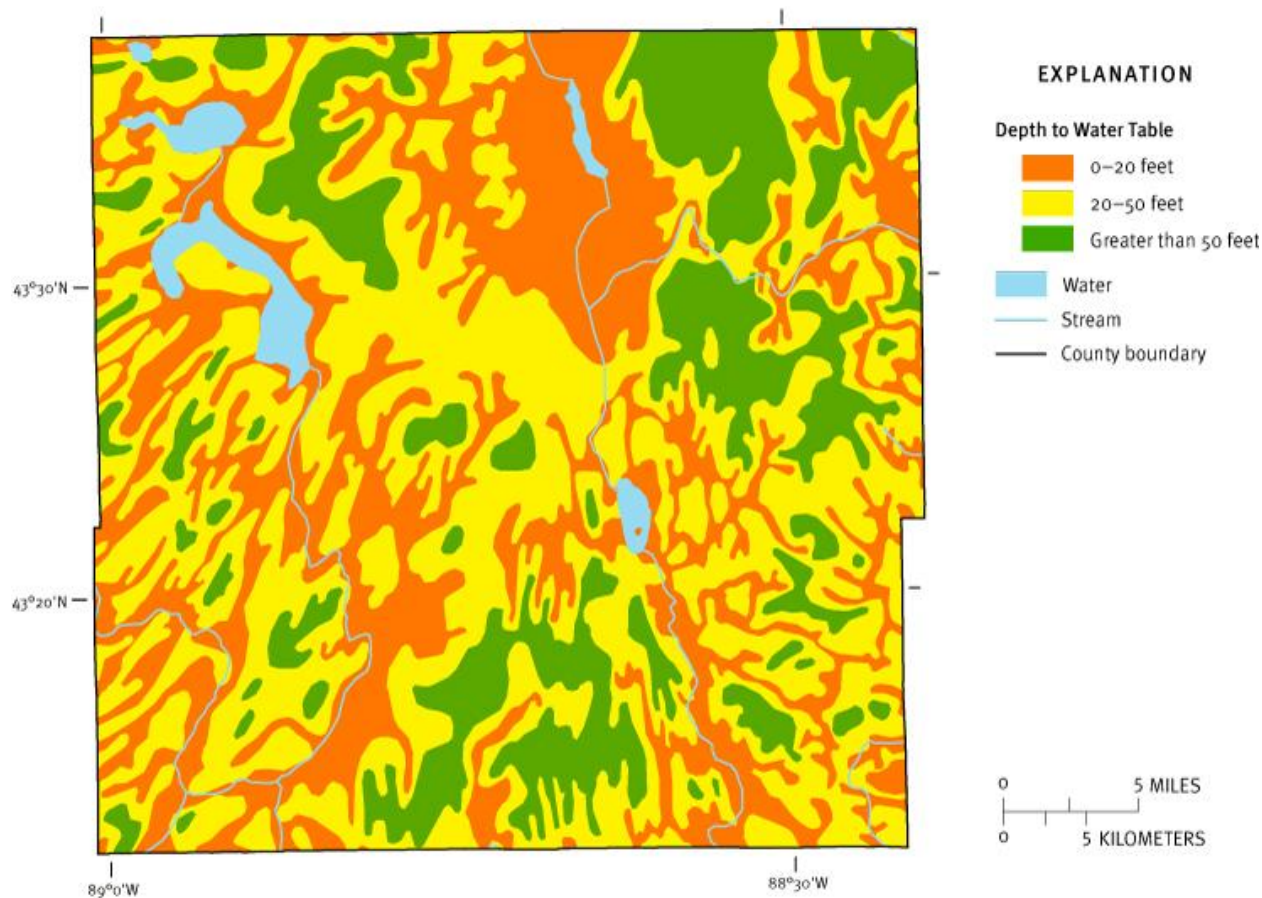 EXPLANATION
Depth to Water Table
0–20 feet
20–50 feet
Greater than 50 feet
Water
Stream
County boundary
43°30'N
43°20'N
0 5 MILES
0 5 KILOMETERS
89°0'W
88°30'W